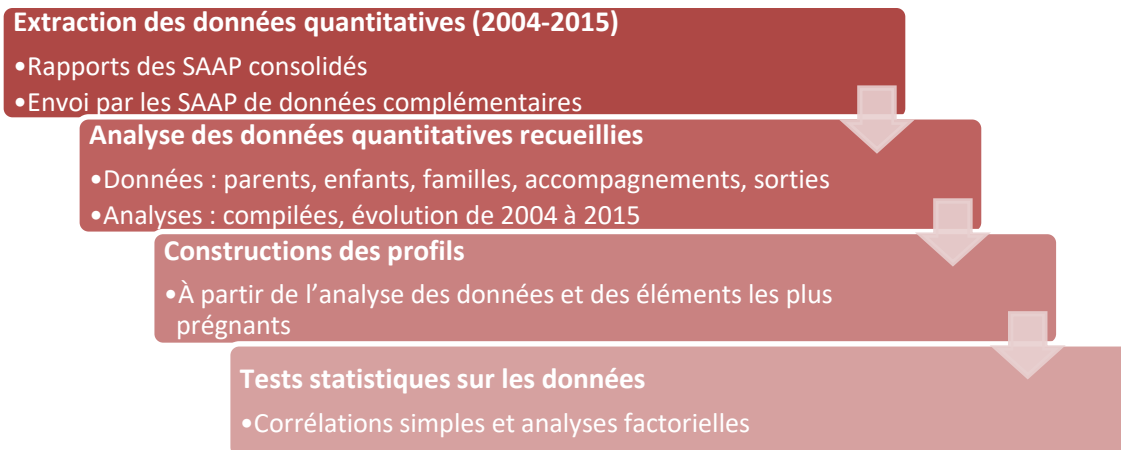 Extraction des données quantitatives (2004-2015)
•Rapports des SAAP consolidés
•Envoi par les SAAP de données complémentaires
Analyse des données quantitatives recueillies
•Données : parents, enfants, familles, accompagnements, sorties
•Analyses : compilées, évolution de 2004 à 2015
Constructions des profils
•À partir de l’analyse des données et des éléments les plus
prégnants
Tests statistiques sur les données
•Corrélations simples et analyses factorielles